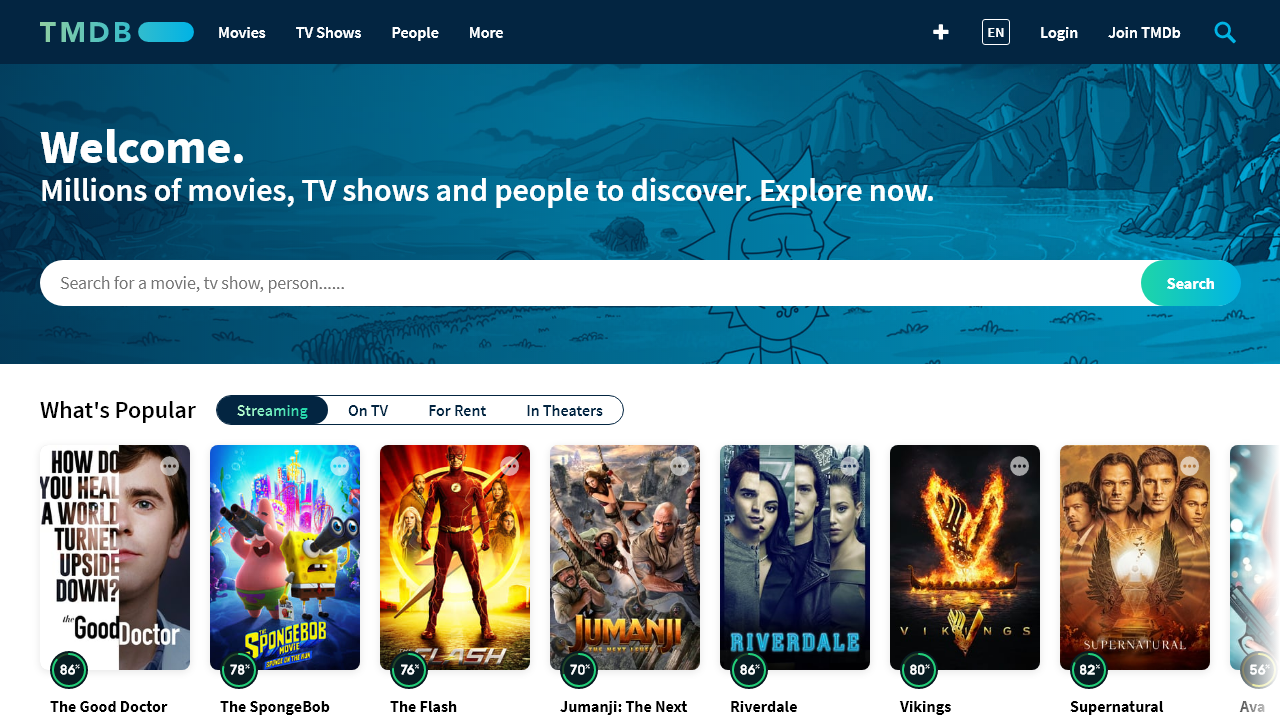 TMDB Movies TV Shows People More EN Login Join TMDb
Welcome.
Millions of movies, TV shows and people to discover. Explore now.
Search for a movie, tv show, person...... Search
What's Popular Streaming On TV For Rent In Theaters
HOW DO
YOU HEAL
A WORLD
TURNED
UPSIDE
DOWN?
the Good Doctor
THE SPONGEBOB
MOVIE
SPONGE ON THE RUN
THE FLASH
JUMANJI
THE NEXT LEVEL
RIVERDALE
VIKINGS
SUPERNATURAL
86% 78% 76% 70% 86% 80% 82% 56%
The Good Doctor The SpongeBob The Flash Jumanji: The Next Riverdale Vikings Supernatural Ava